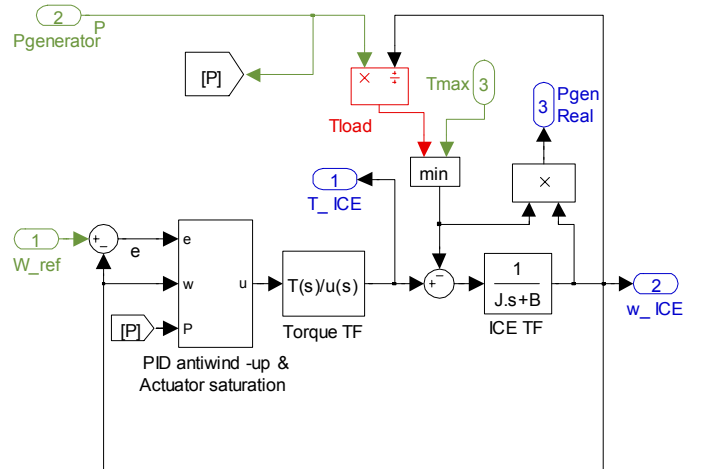 2
P
Pgenerator
[P]
×
÷
÷
Tload
Tmax
3
3
Pgen
Real
min
×
1
T_ ICE
1
W_ref
+
−
e
e
w
P
u
[P]
PID antiwind -up &
Actuator saturation
T(s)/u(s)
Torque TF
+
−
1
J.s+B
ICE TF
2
w_ ICE